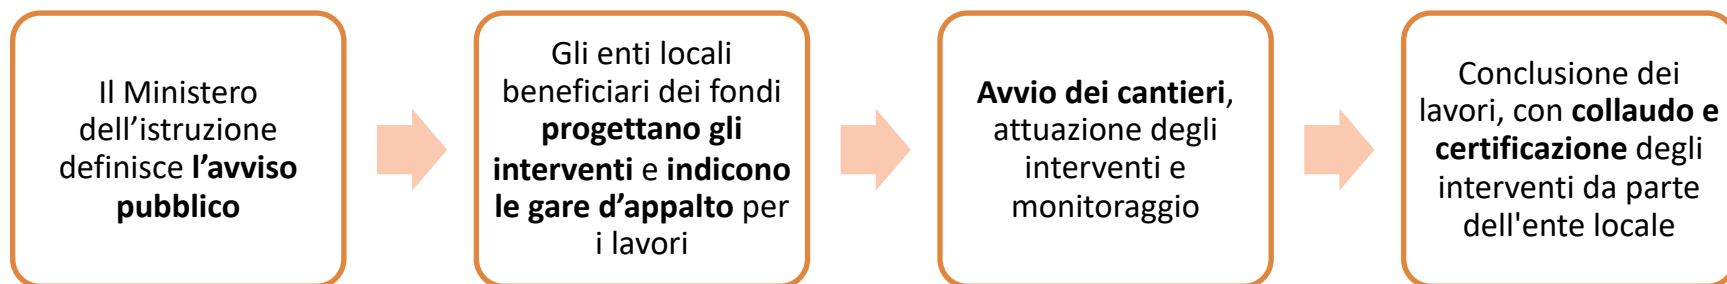 Il Ministero
dell’istruzione
definisce l’avviso
pubblico
Gli enti locali
beneficiari dei fondi
progettano gli
interventi e indicono
le gare d’appalto per
i lavori
Avvio dei cantieri,
attuazione degli
interventi e
monitoraggio
Conclusione dei
lavori, con collaudo e
certificazione degli
interventi da parte
dell'ente locale